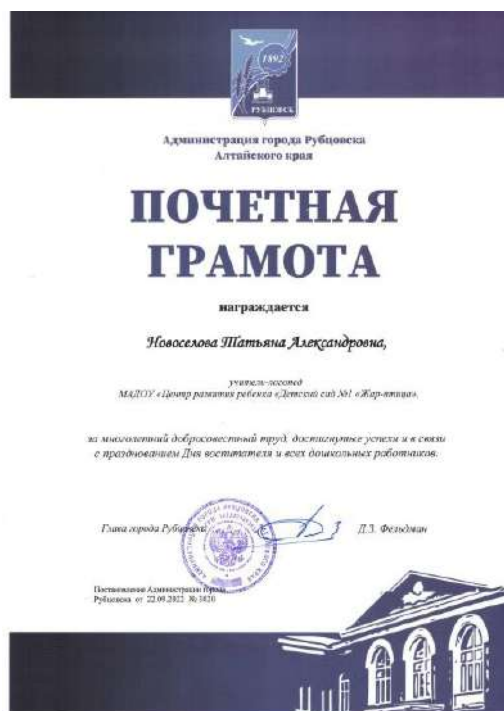 1892
РУБЦОВСК
Администрация города Рубцовска
Алтайского края
ПОЧЕТНАЯ
ГРАМОТА
награждается
Новоселова Татьяна Александровна,
учитель-логопед
МАДОУ «Центр развития ребенка «Детский сад №1 «Жар-птица»,
за многолетний добросовестный труд, достигнутые успехи и в связи
с празднованием Дня воспитателя и всех дошкольных работников.
Глава города Рубцовска Д.З. Фельдман
Постановление Администрации города
Рубцовска от 22.09.2022 №